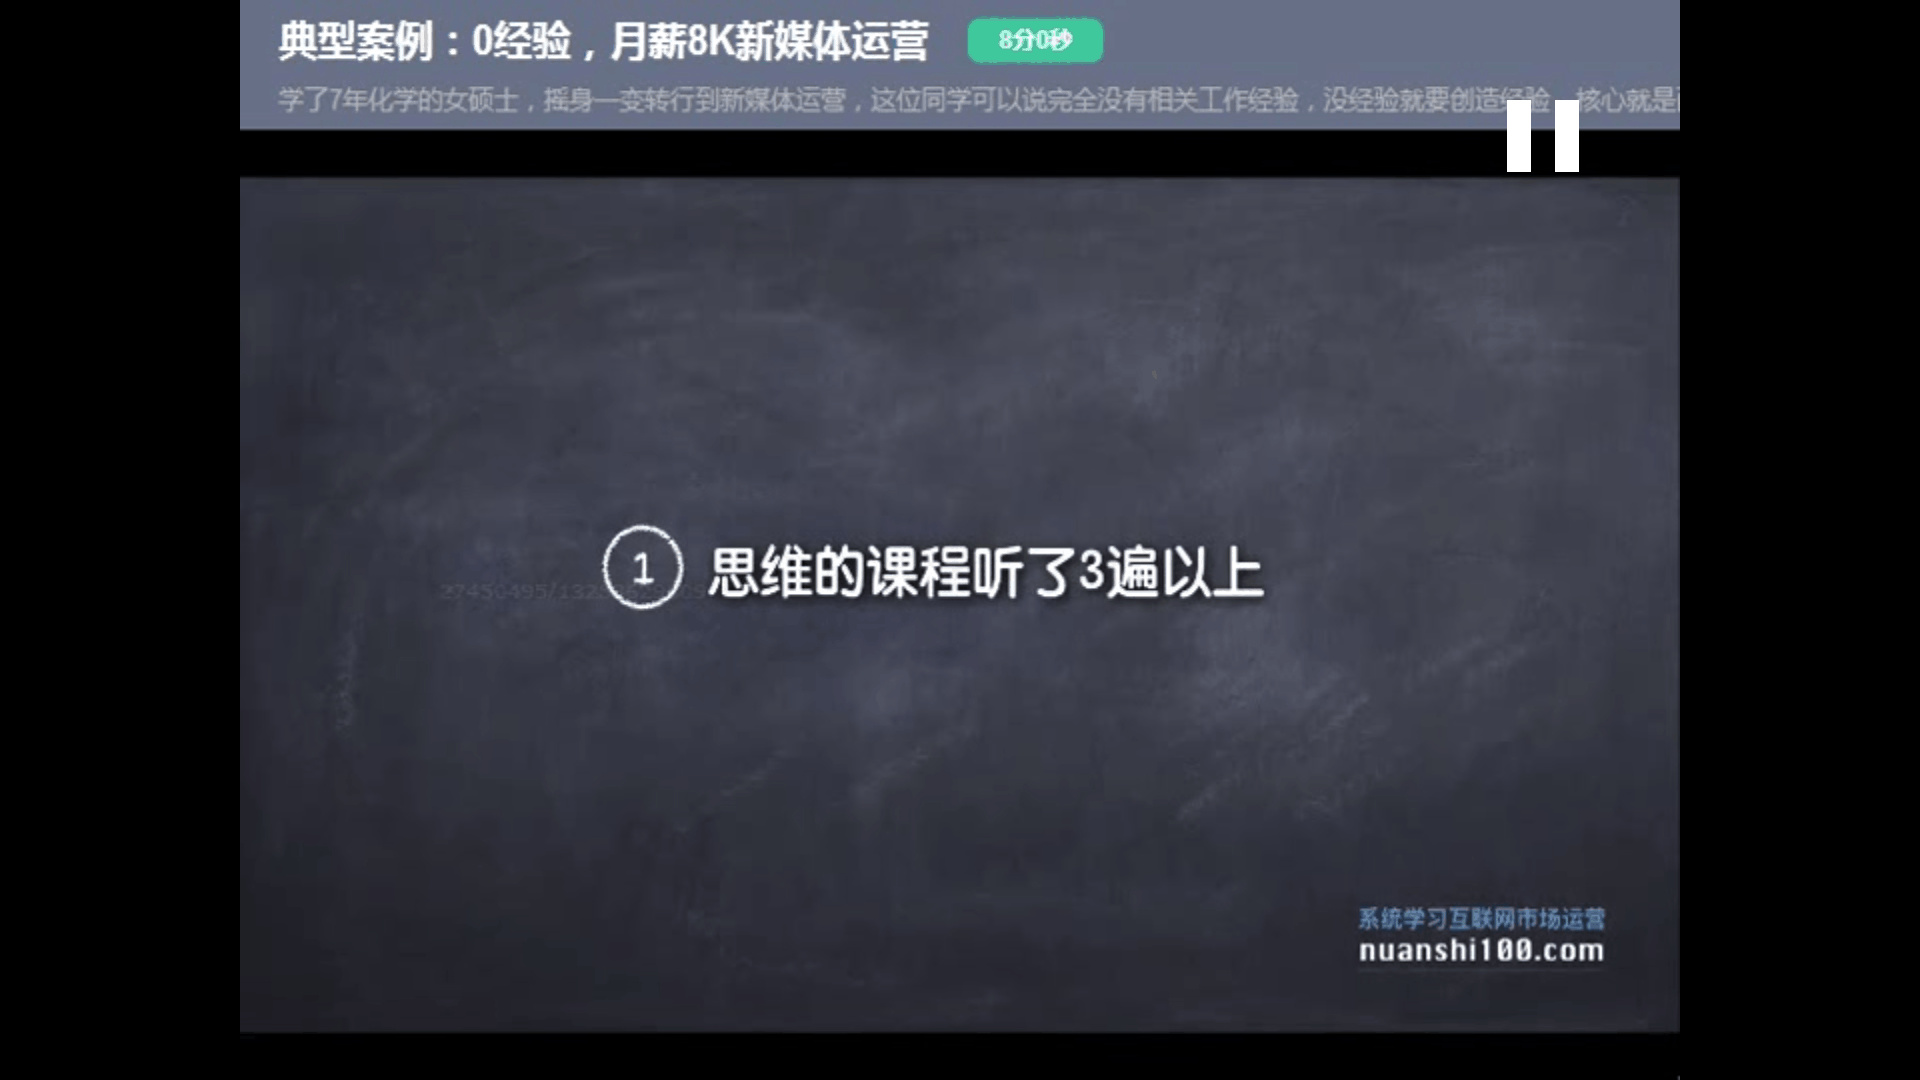 典型案例：0经验，月薪8K新媒体运营
8分0秒
学了7年化学的女硕士，摇身一变转行到新媒体运营，这位同学可以说完全没有相关工作经验，没经验就要创造经验，核心就是
1 思维的课程听了3遍以上
系统学习互联网市场运营
nuanshi100.com